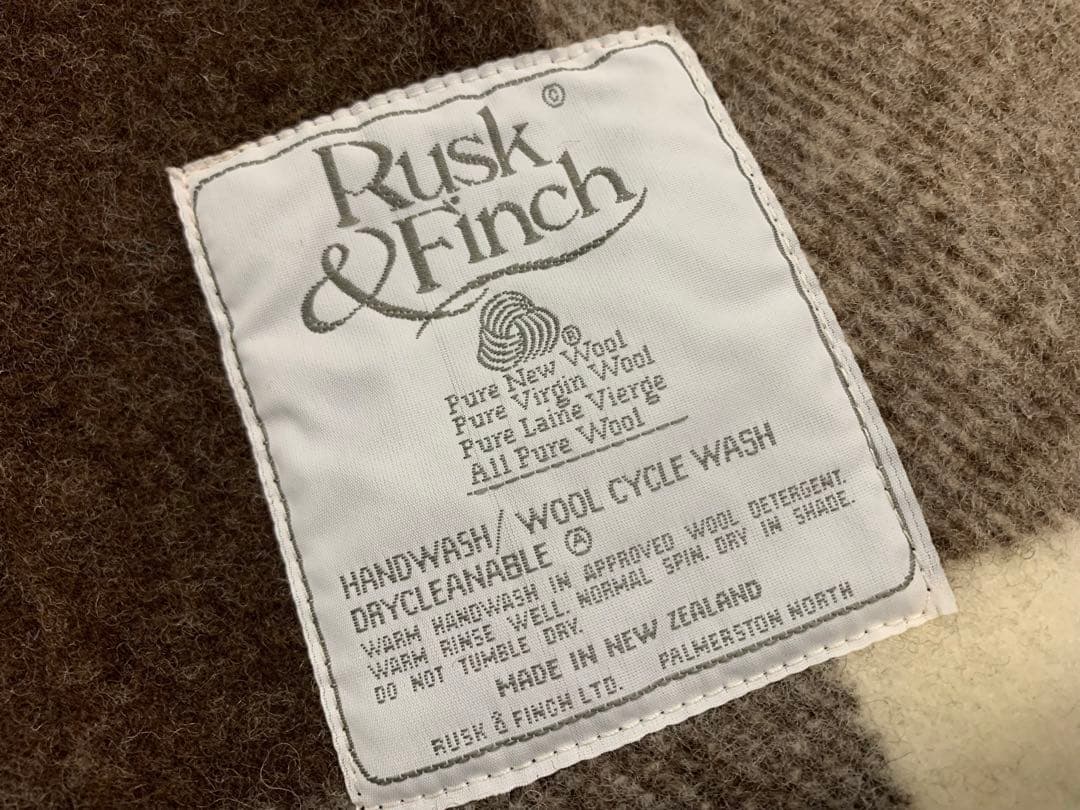 Rusk ©
& Finch
®
Pure New Wool
Pure Virgin Wool
Pure Laine Vierge
All Pure Wool
HANDWASH/WOOL CYCLE WASH
DRYCLEANABLE Ⓐ
WARM HANDWASH IN APPROVED WOOL DETERGENT.
WARM RINSE WELL. NORMAL SPIN. DRY IN SHADE.
DO NOT TUMBLE DRY.
MADE IN NEW ZEALAND
RUSK & FINCH LTD. PALMERSTON NORTH